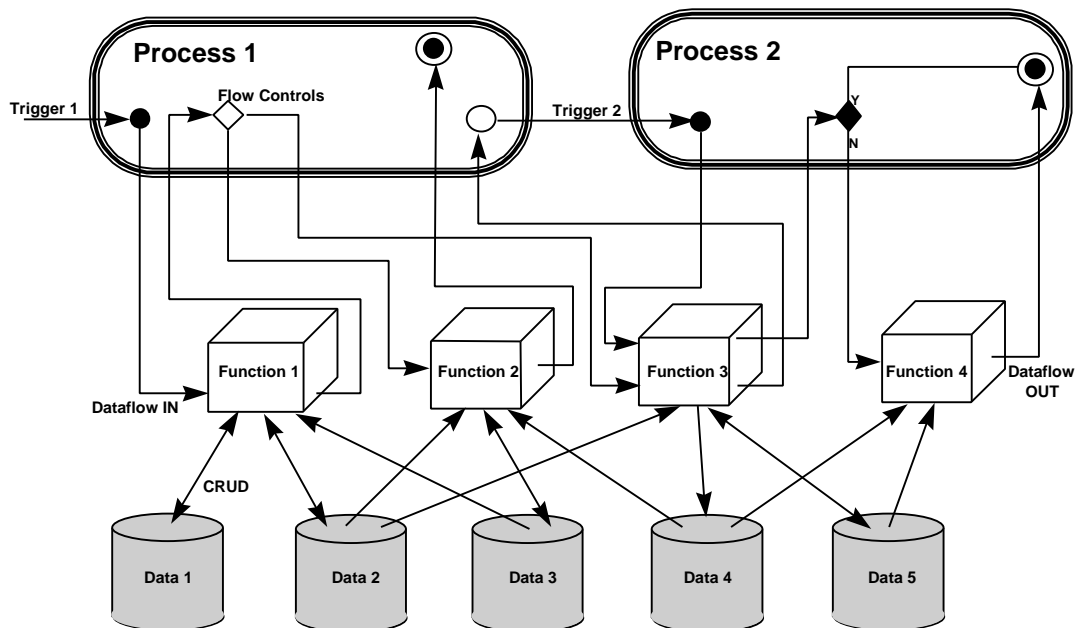 Process 1
Process 2
Flow Controls
Trigger 1
Trigger 2
Y
N
Function 1
Function 2
Function 3
Function 4
Dataflow IN
Dataflow
OUT
CRUD
Data 1
Data 2
Data 3
Data 4
Data 5